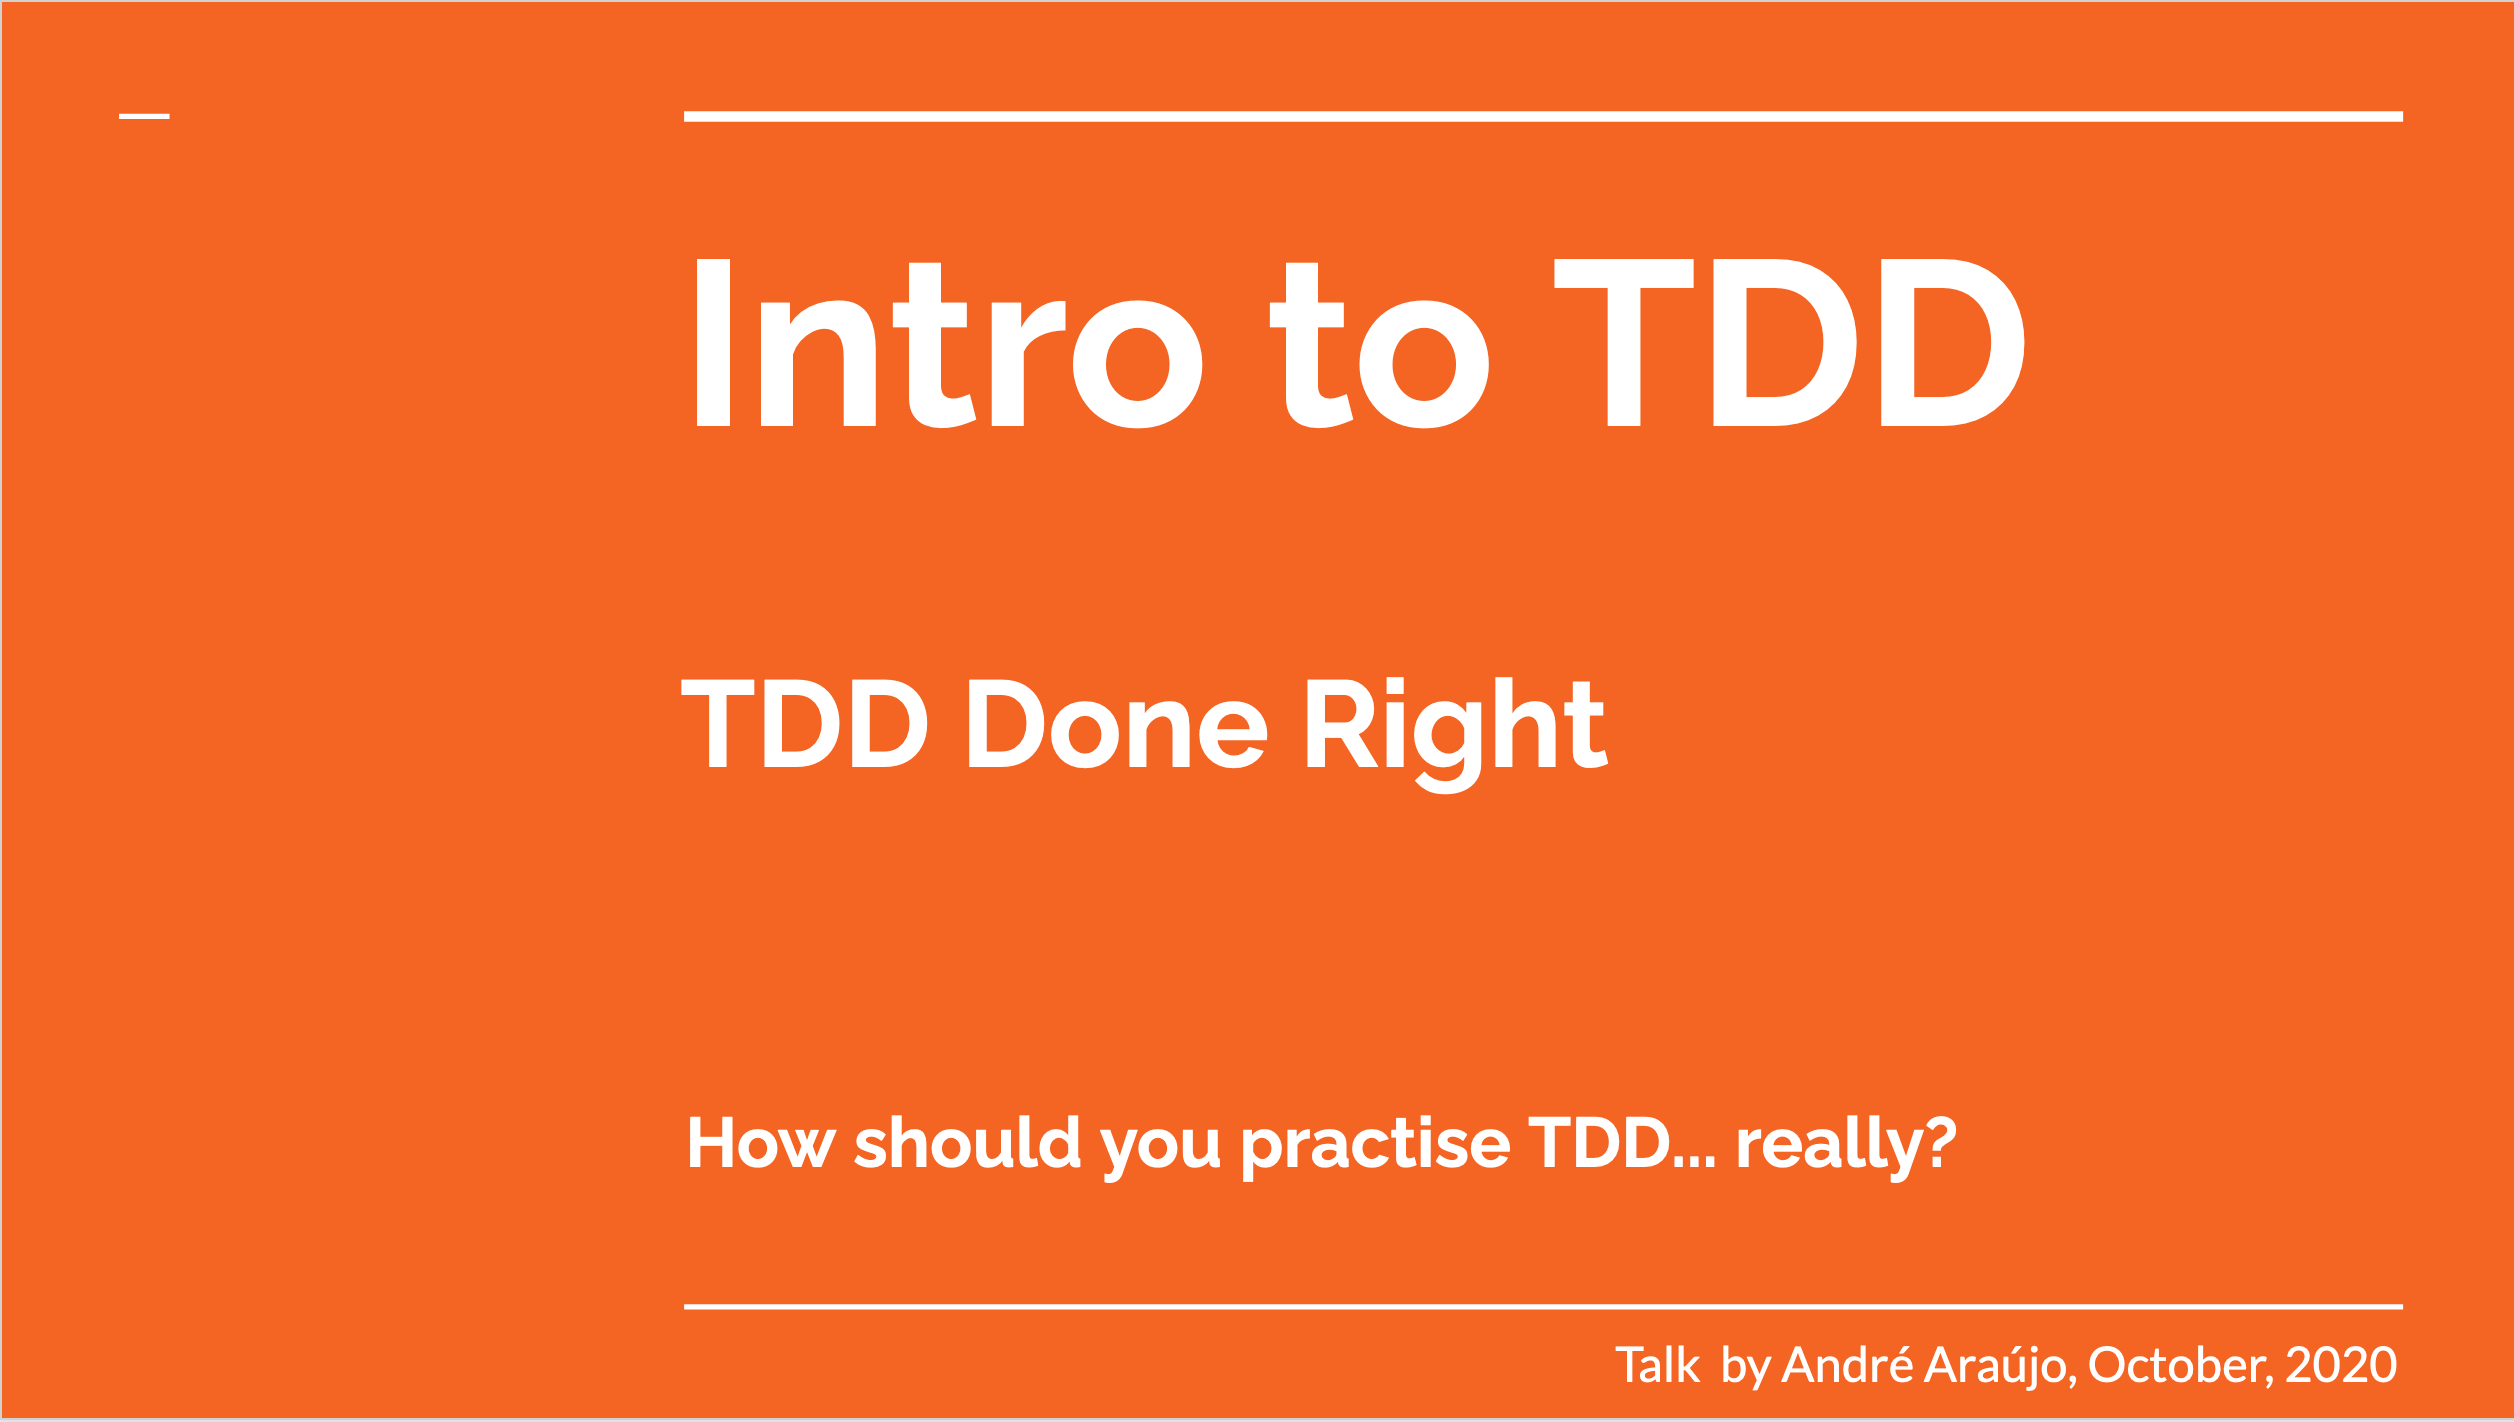 Intro to TDD
TDD Done Right
How should you practise TDD... really?
Talk  by André Araújo, October, 2020